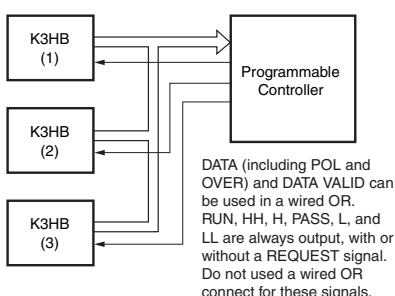 K3HB
(1)
Programmable
Controller
K3HB
(2)
K3HB
(3)
DATA (including POL and
OVER) and DATA VALID can
be used in a wired OR.
RUN, HH, H, PASS, L, and
LL are always output, with or
without a REQUEST signal.
Do not used a wired OR
connect for these signals.